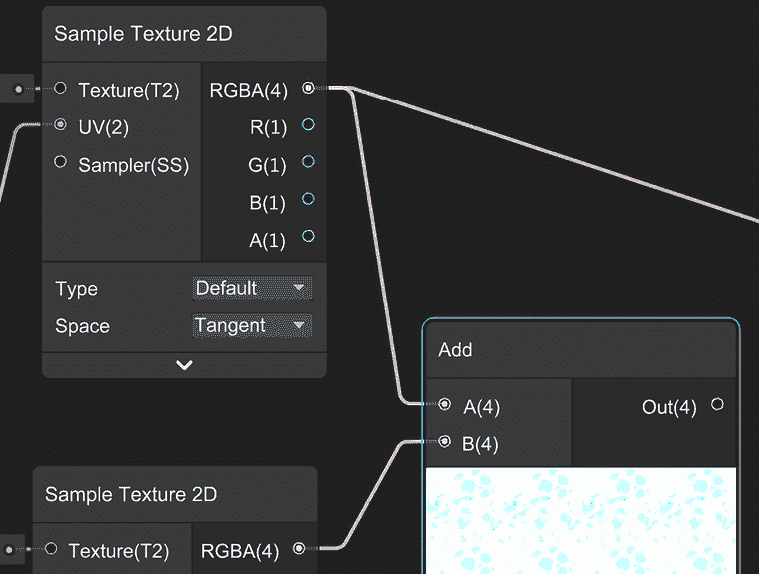 Sample Texture 2D
Texture(T2) RGBA(4)
UV(2) R(1)
Sampler(SS) G(1)
B(1)
A(1)
Type Default
Space Tangent
Add
A(4) Out(4)
B(4)
Sample Texture 2D
Texture(T2) RGBA(4)